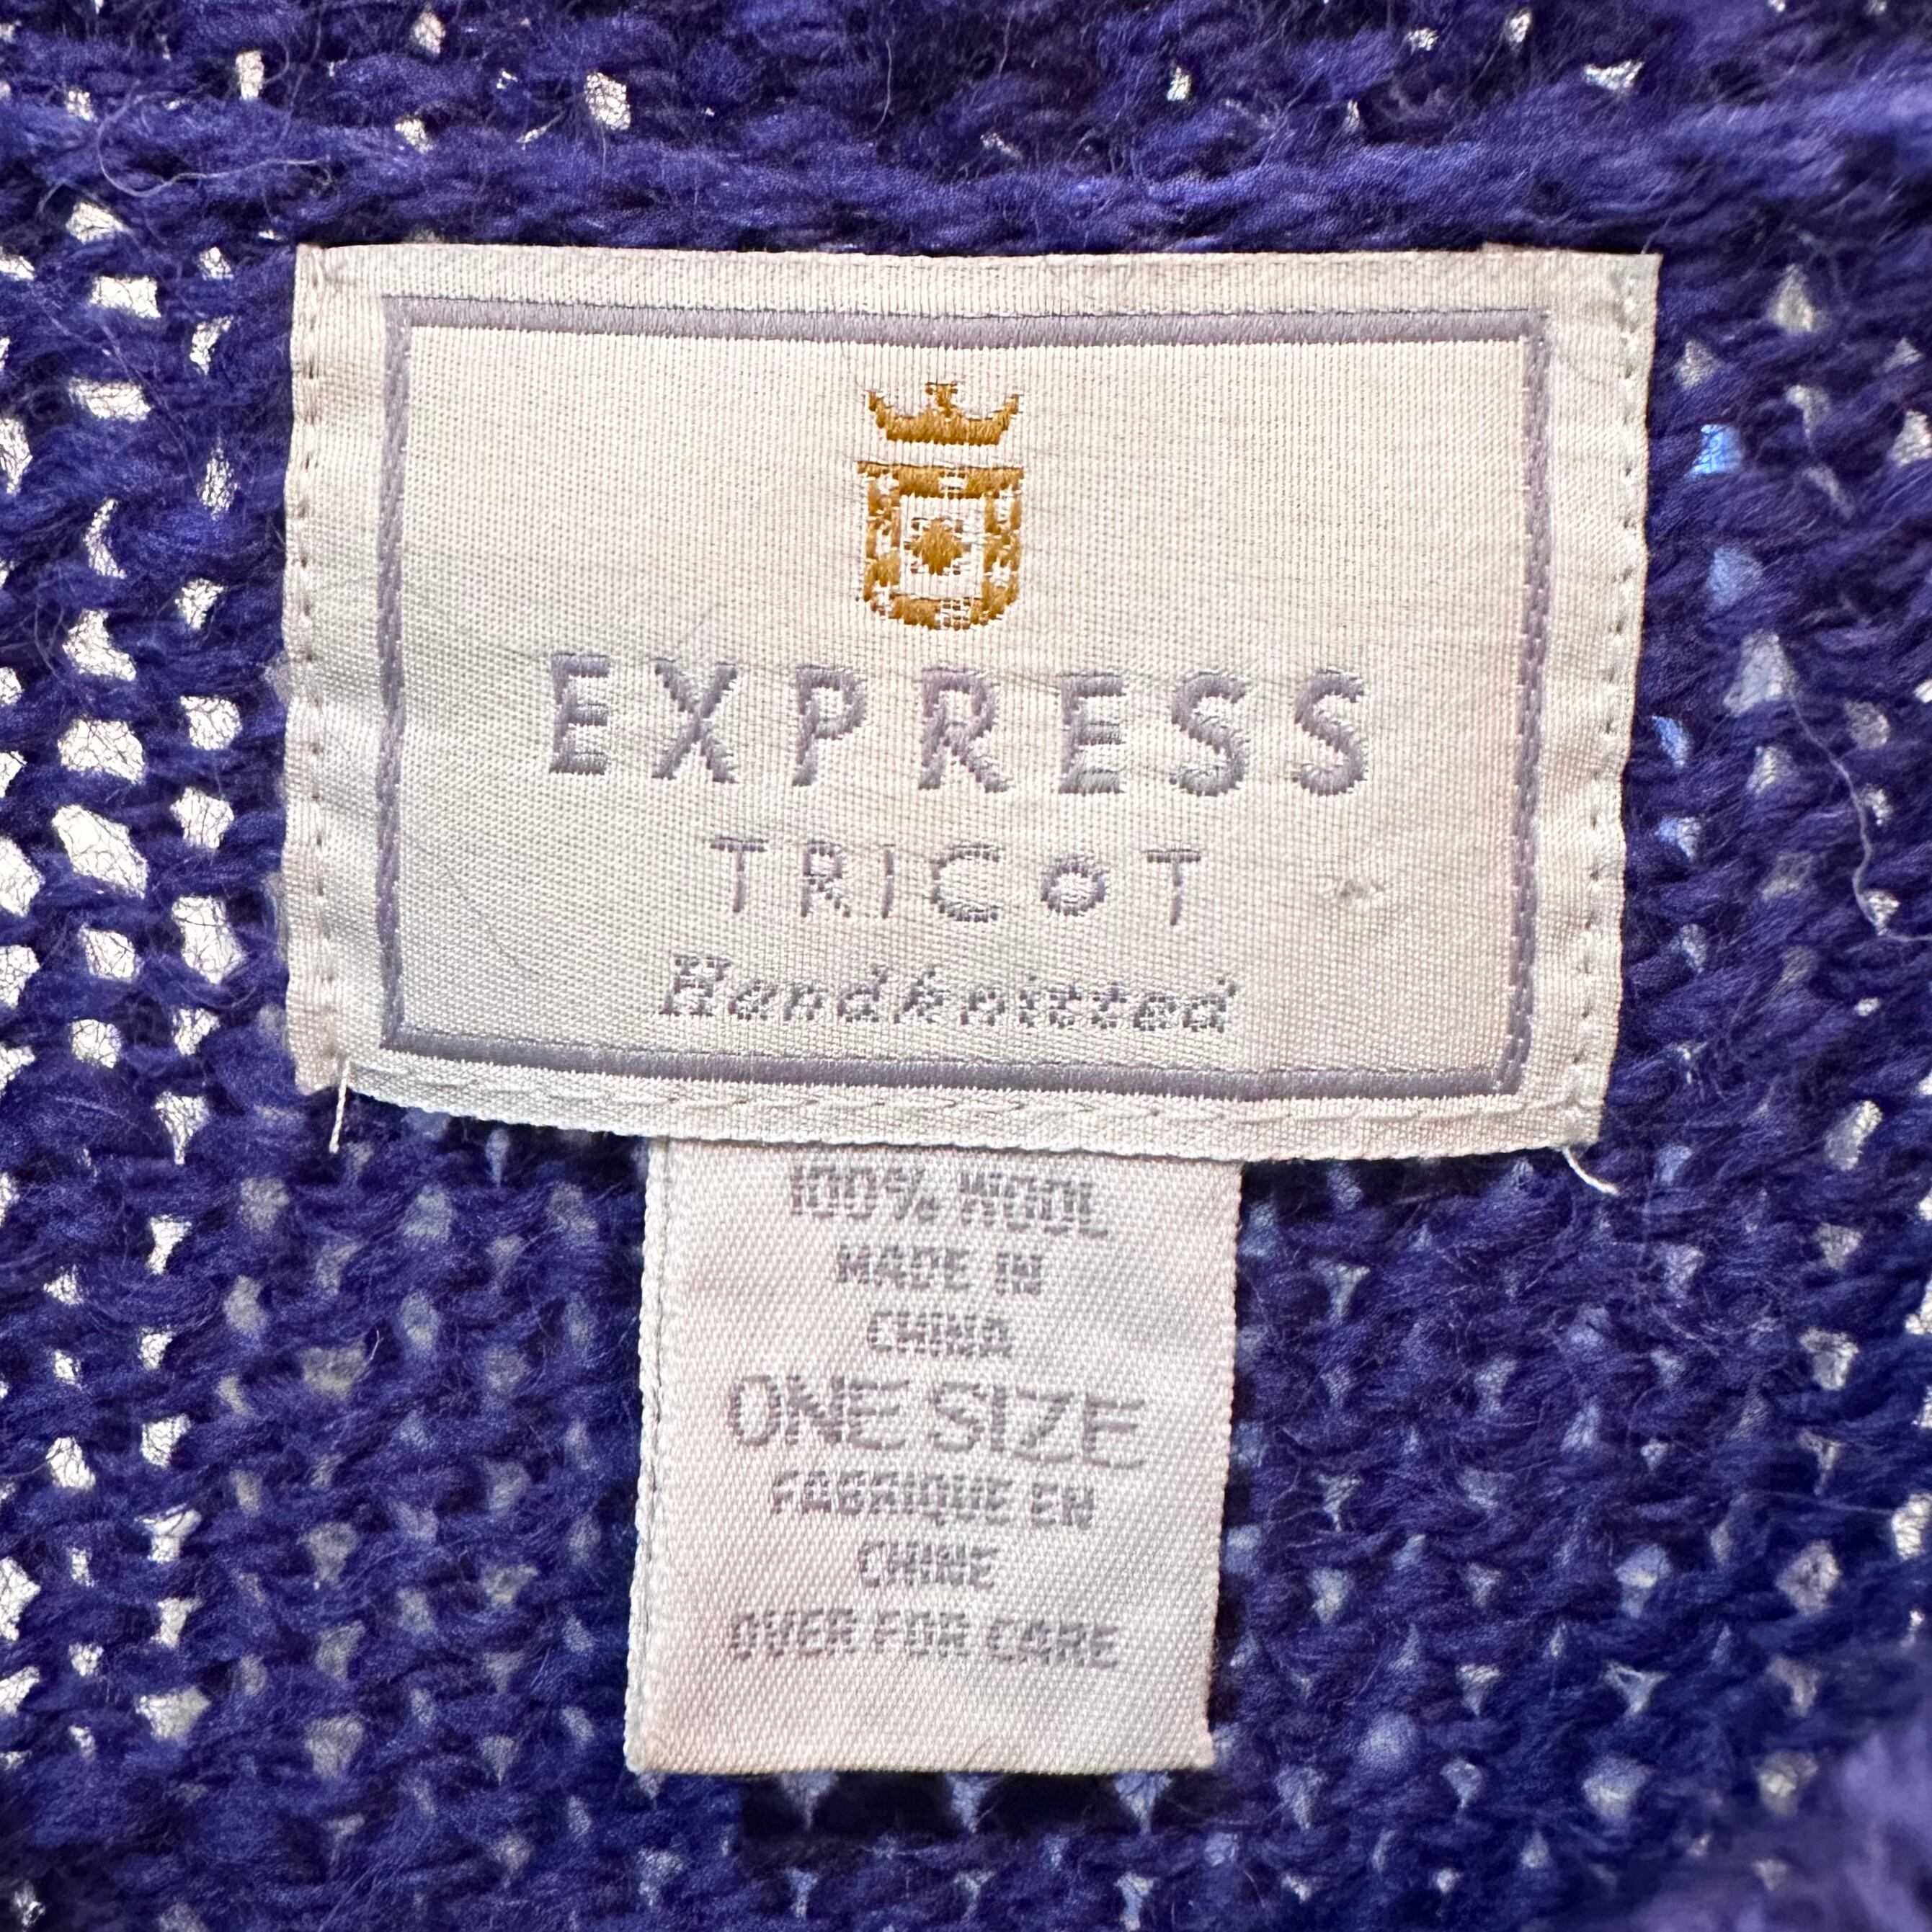 EXPRESS
TRICOT
Handknitted
100% WOOL
MADE IN
CHINA
ONE SIZE
FABRIQUE EN
CHINE
OVER FOR CARE